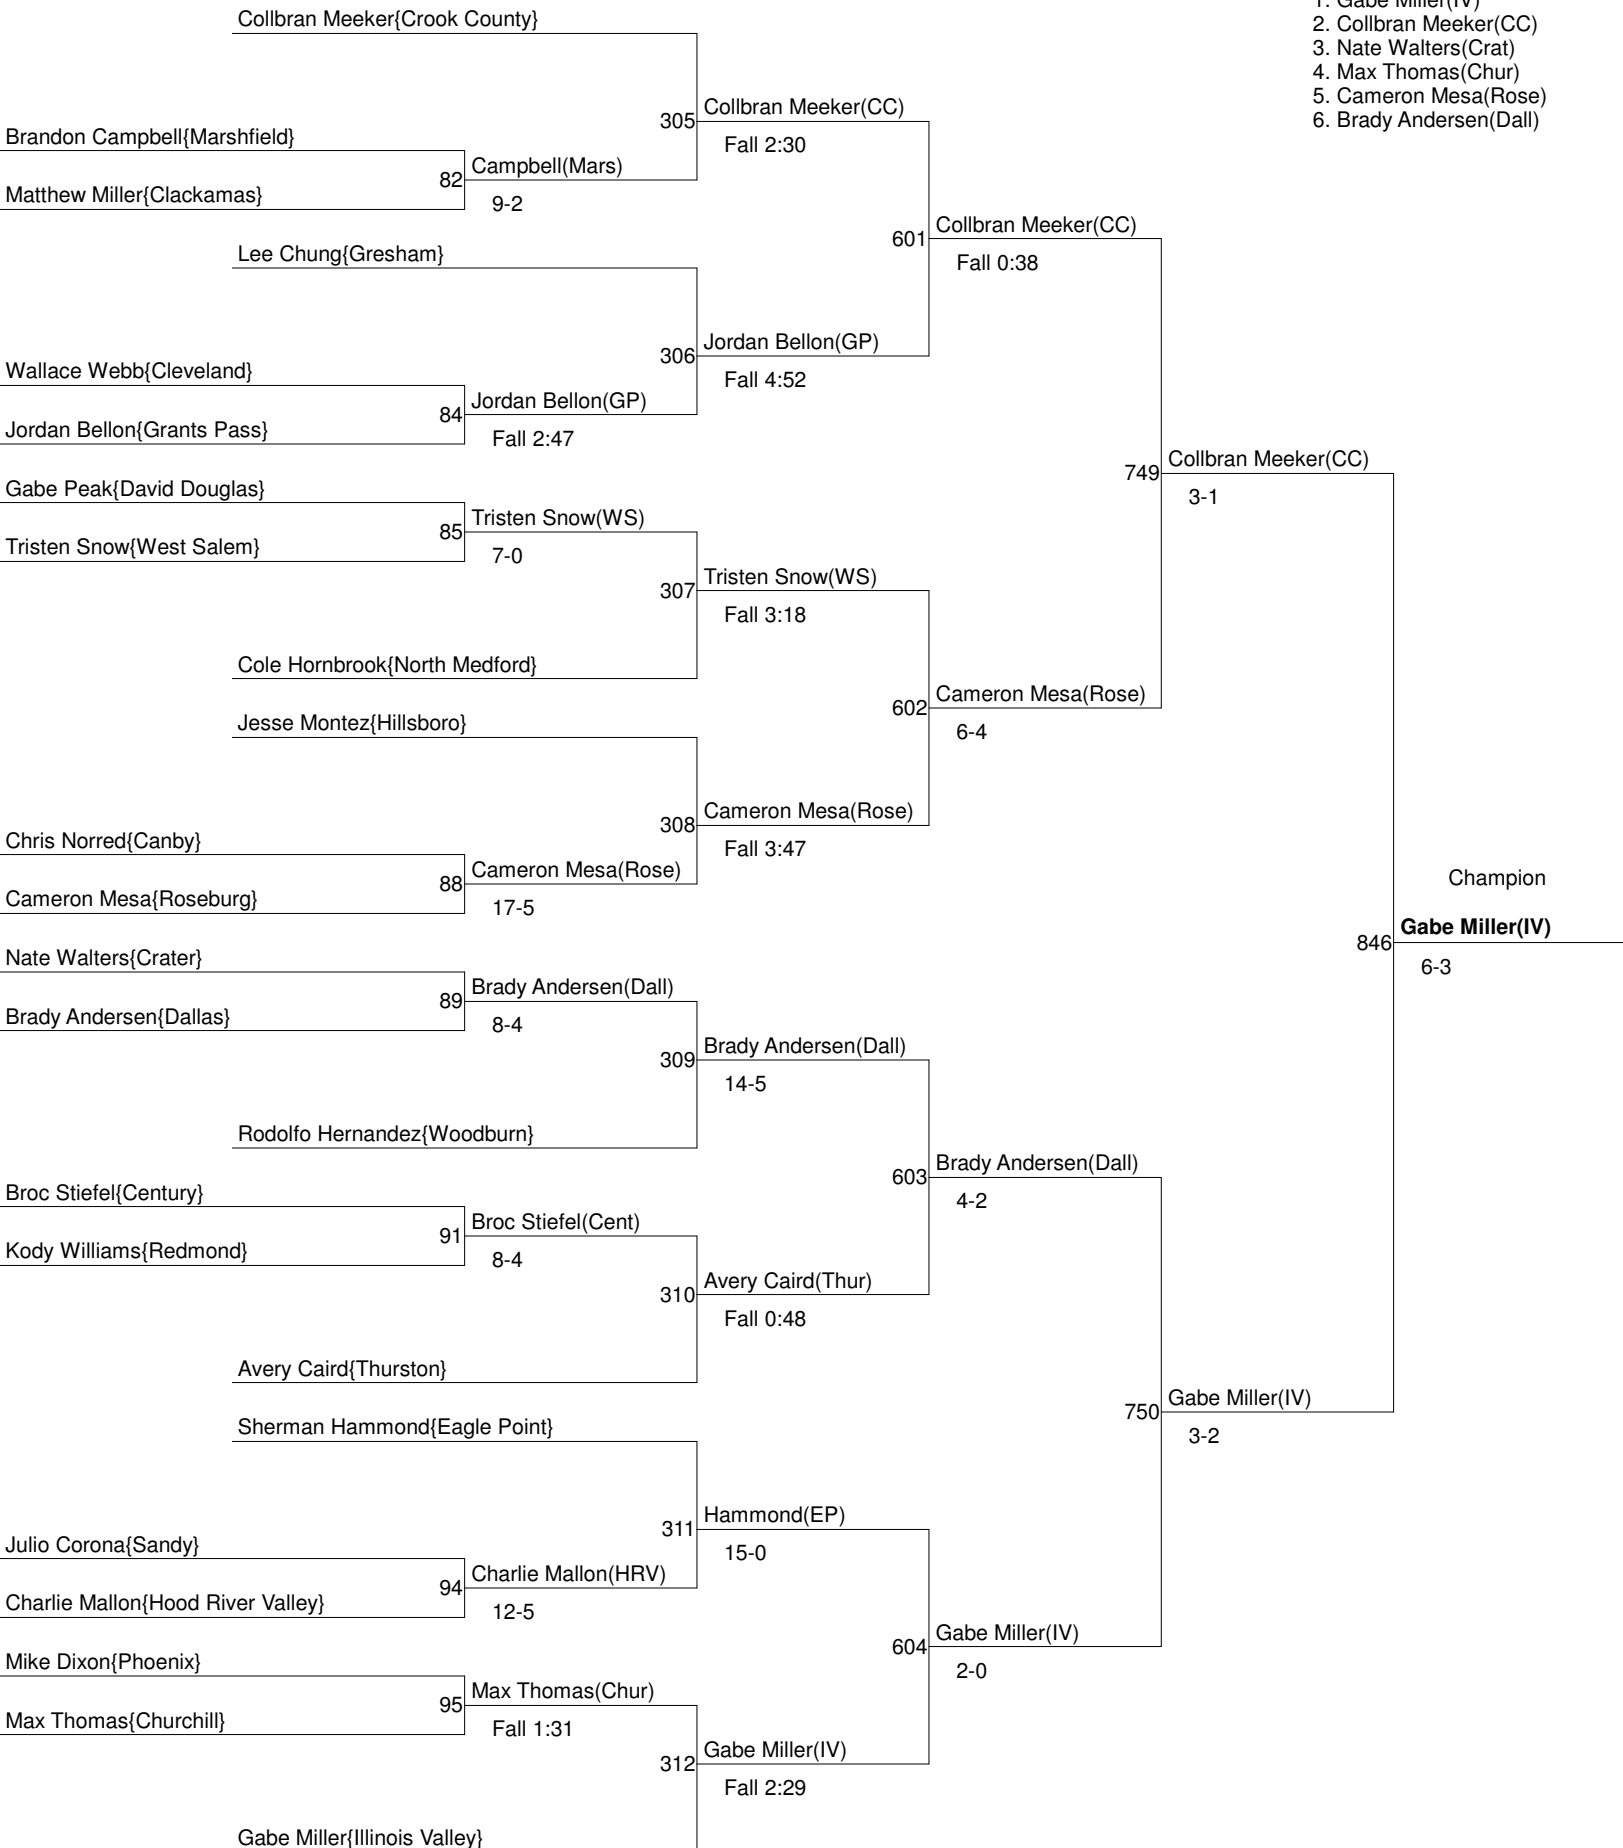 Collbran Meeker{Crook County}
1. Gabe Miller(IV)
2. Collbran Meeker(CC)
3. Nate Walters(Crat)
4. Max Thomas(Chur)
5. Cameron Mesa(Rose)
6. Brady Andersen(Dall)
305 Collbran Meeker(CC)
Fall 2:30
Brandon Campbell{Marshfield}
82 Campbell(Mars)
9-2
Matthew Miller{Clackamas}
601 Collbran Meeker(CC)
Fall 0:38
Lee Chung{Gresham}
306 Jordan Bellon(GP)
Fall 4:52
Wallace Webb{Cleveland}
84 Jordan Bellon(GP)
Fall 2:47
Jordan Bellon{Grants Pass}
749 Collbran Meeker(CC)
3-1
Gabe Peak{David Douglas}
85 Tristen Snow(WS)
7-0
Tristen Snow{West Salem}
307 Tristen Snow(WS)
Fall 3:18
Cole Hornbrook{North Medford}
602 Cameron Mesa(Rose)
6-4
Jesse Montez{Hillsboro}
308 Cameron Mesa(Rose)
Fall 3:47
Chris Norred{Canby}
88 Cameron Mesa(Rose)
17-5
Cameron Mesa{Roseburg}
Champion
846 Gabe Miller(IV)
6-3
Nate Walters{Crater}
89 Brady Andersen(Dall)
8-4
Brady Andersen{Dallas}
309 Brady Andersen(Dall)
14-5
Rodolfo Hernandez{Woodburn}
603 Brady Andersen(Dall)
4-2
Broc Stiefel{Century}
91 Broc Stiefel(Cent)
8-4
Kody Williams{Redmond}
310 Avery Caird(Thur)
Fall 0:48
Avery Caird{Thurston}
750 Gabe Miller(IV)
3-2
Sherman Hammond{Eagle Point}
311 Hammond(EP)
15-0
Julio Corona{Sandy}
94 Charlie Mallon(HRV)
12-5
Charlie Mallon{Hood River Valley}
604 Gabe Miller(IV)
2-0
Mike Dixon{Phoenix}
95 Max Thomas(Chur)
Fall 1:31
Max Thomas{Churchill}
312 Gabe Miller(IV)
Fall 2:29
Gabe Miller{Illinois Valley}